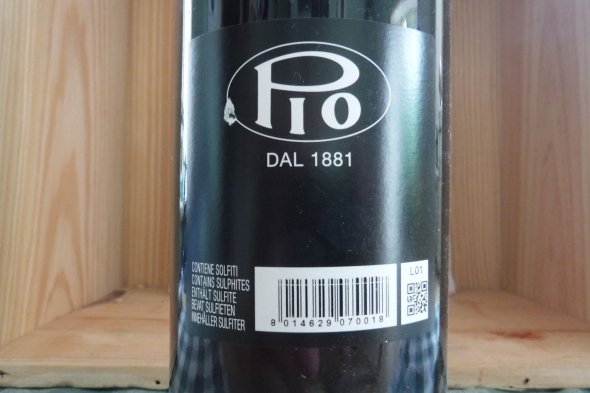 Pio
DAL 1881
CONTIENE SOLFITI
CONTAINS SULPHITES
ENTHÄLT SULFITE
BEVAT SULFIETEN
INNEHÅLLER SULFITER
8 014629 070018
L01